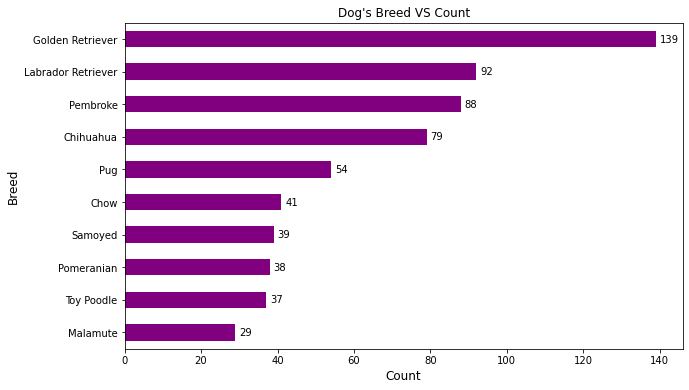 Dog's Breed VS Count
Breed
Golden Retriever 139
Labrador Retriever 92
Pembroke 88
Chihuahua 79
Pug 54
Chow 41
Samoyed 39
Pomeranian 38
Toy Poodle 37
Malamute 29
0 20 40 60 80 100 120 140
Count